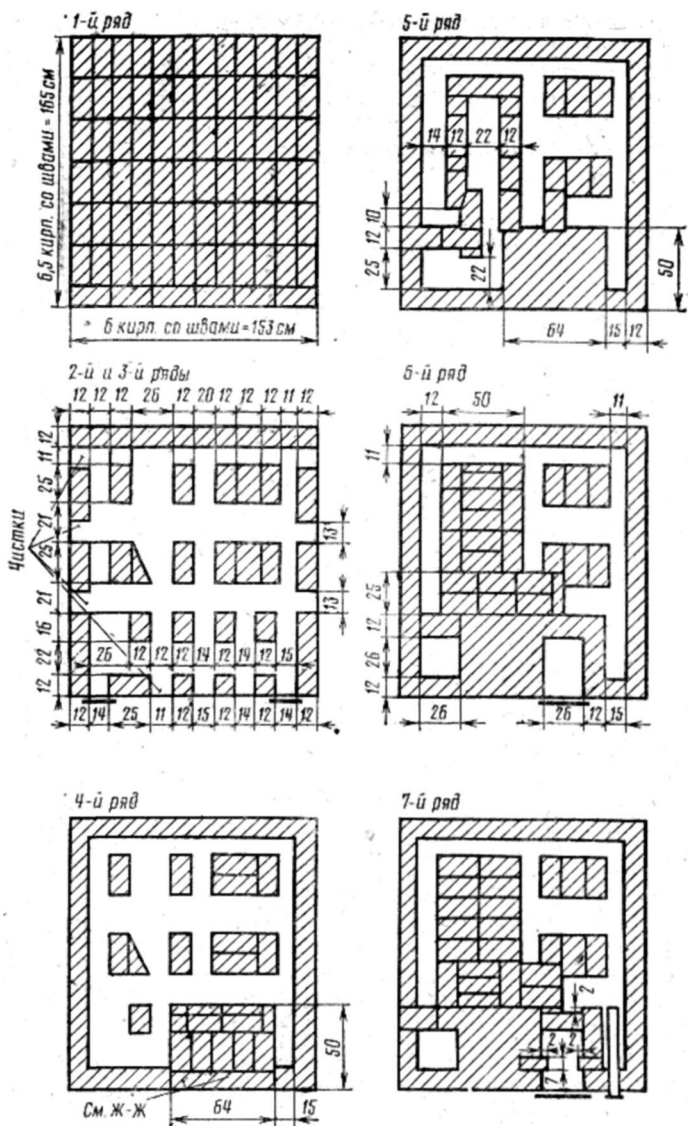 1-й ряд
6,5 кирп. со швами = 165 см
6 кирп. со швами = 153 см
5-й ряд
14 12 22 12
10
12
25
22
50
64 15 12
2-й и 3-й ряды
12 12 12 26 12 20 12 12 12 11 12
12
11
25
21
25
21
16
22
12
Чистки
13
13
26 12 12 12 14 12 14 12 15
12 14 25 11 12 15 12 14 12 14 12
6-й ряд
12 50 11
11
25
12
26
12
26 26 12 15
4-й ряд
50
См. Ж-Ж 64 15
7-й ряд
2
2 2
7